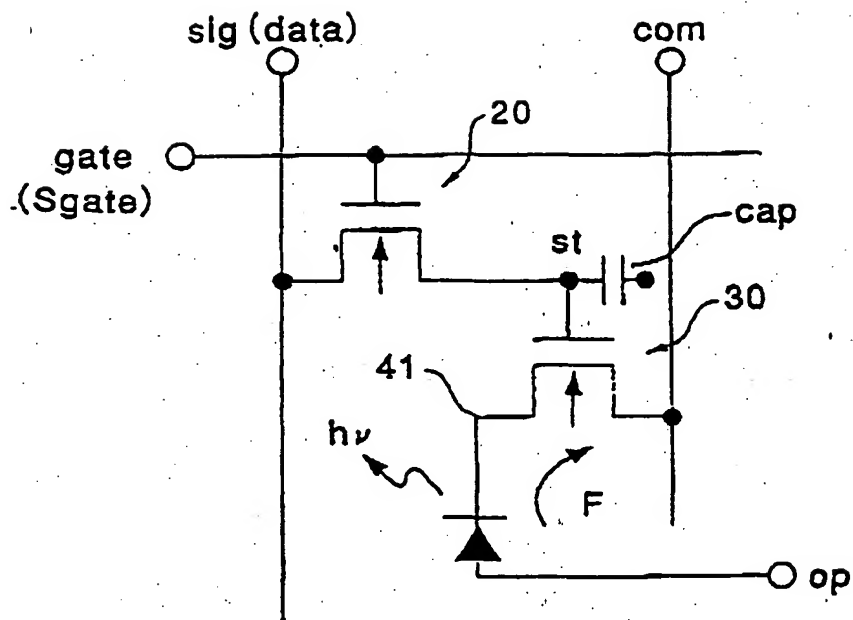 sig (data)
com
20
gate
(Sgate)
cap
st
30
41
hν
F
op